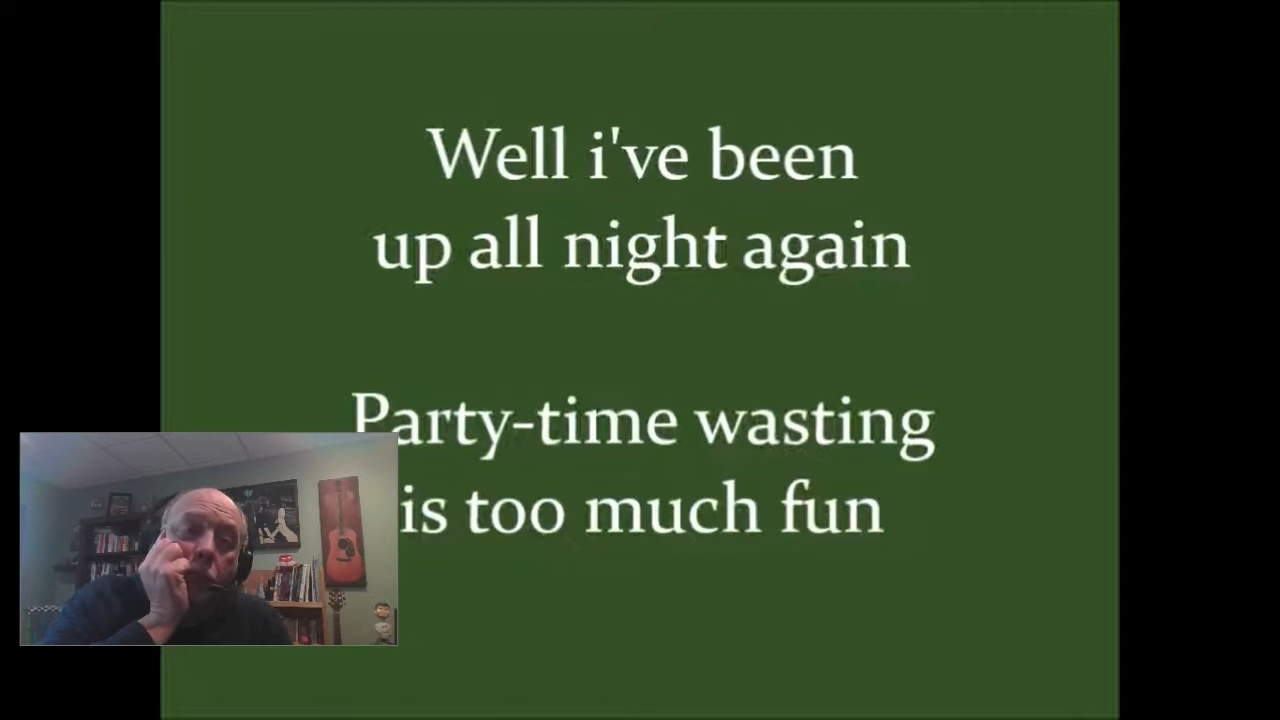 Well i've been
up all night again
Party-time wasting
is too much fun